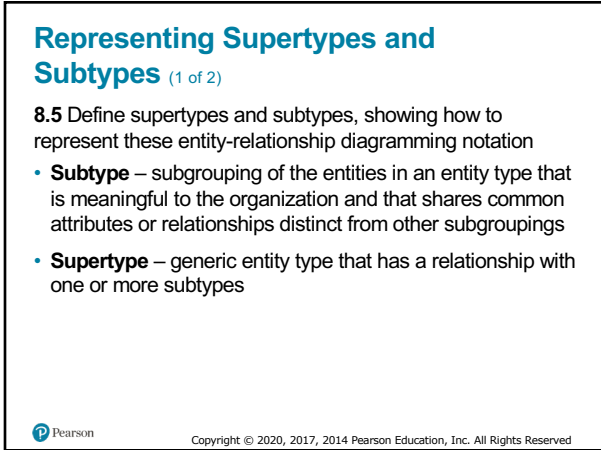 Representing Supertypes and
Subtypes (1 of 2)
8.5 Define supertypes and subtypes, showing how to
represent these entity-relationship diagramming notation
• Subtype – subgrouping of the entities in an entity type that
is meaningful to the organization and that shares common
attributes or relationships distinct from other subgroupings
• Supertype – generic entity type that has a relationship with
one or more subtypes
P Pearson
Copyright © 2020, 2017, 2014 Pearson Education, Inc. All Rights Reserved